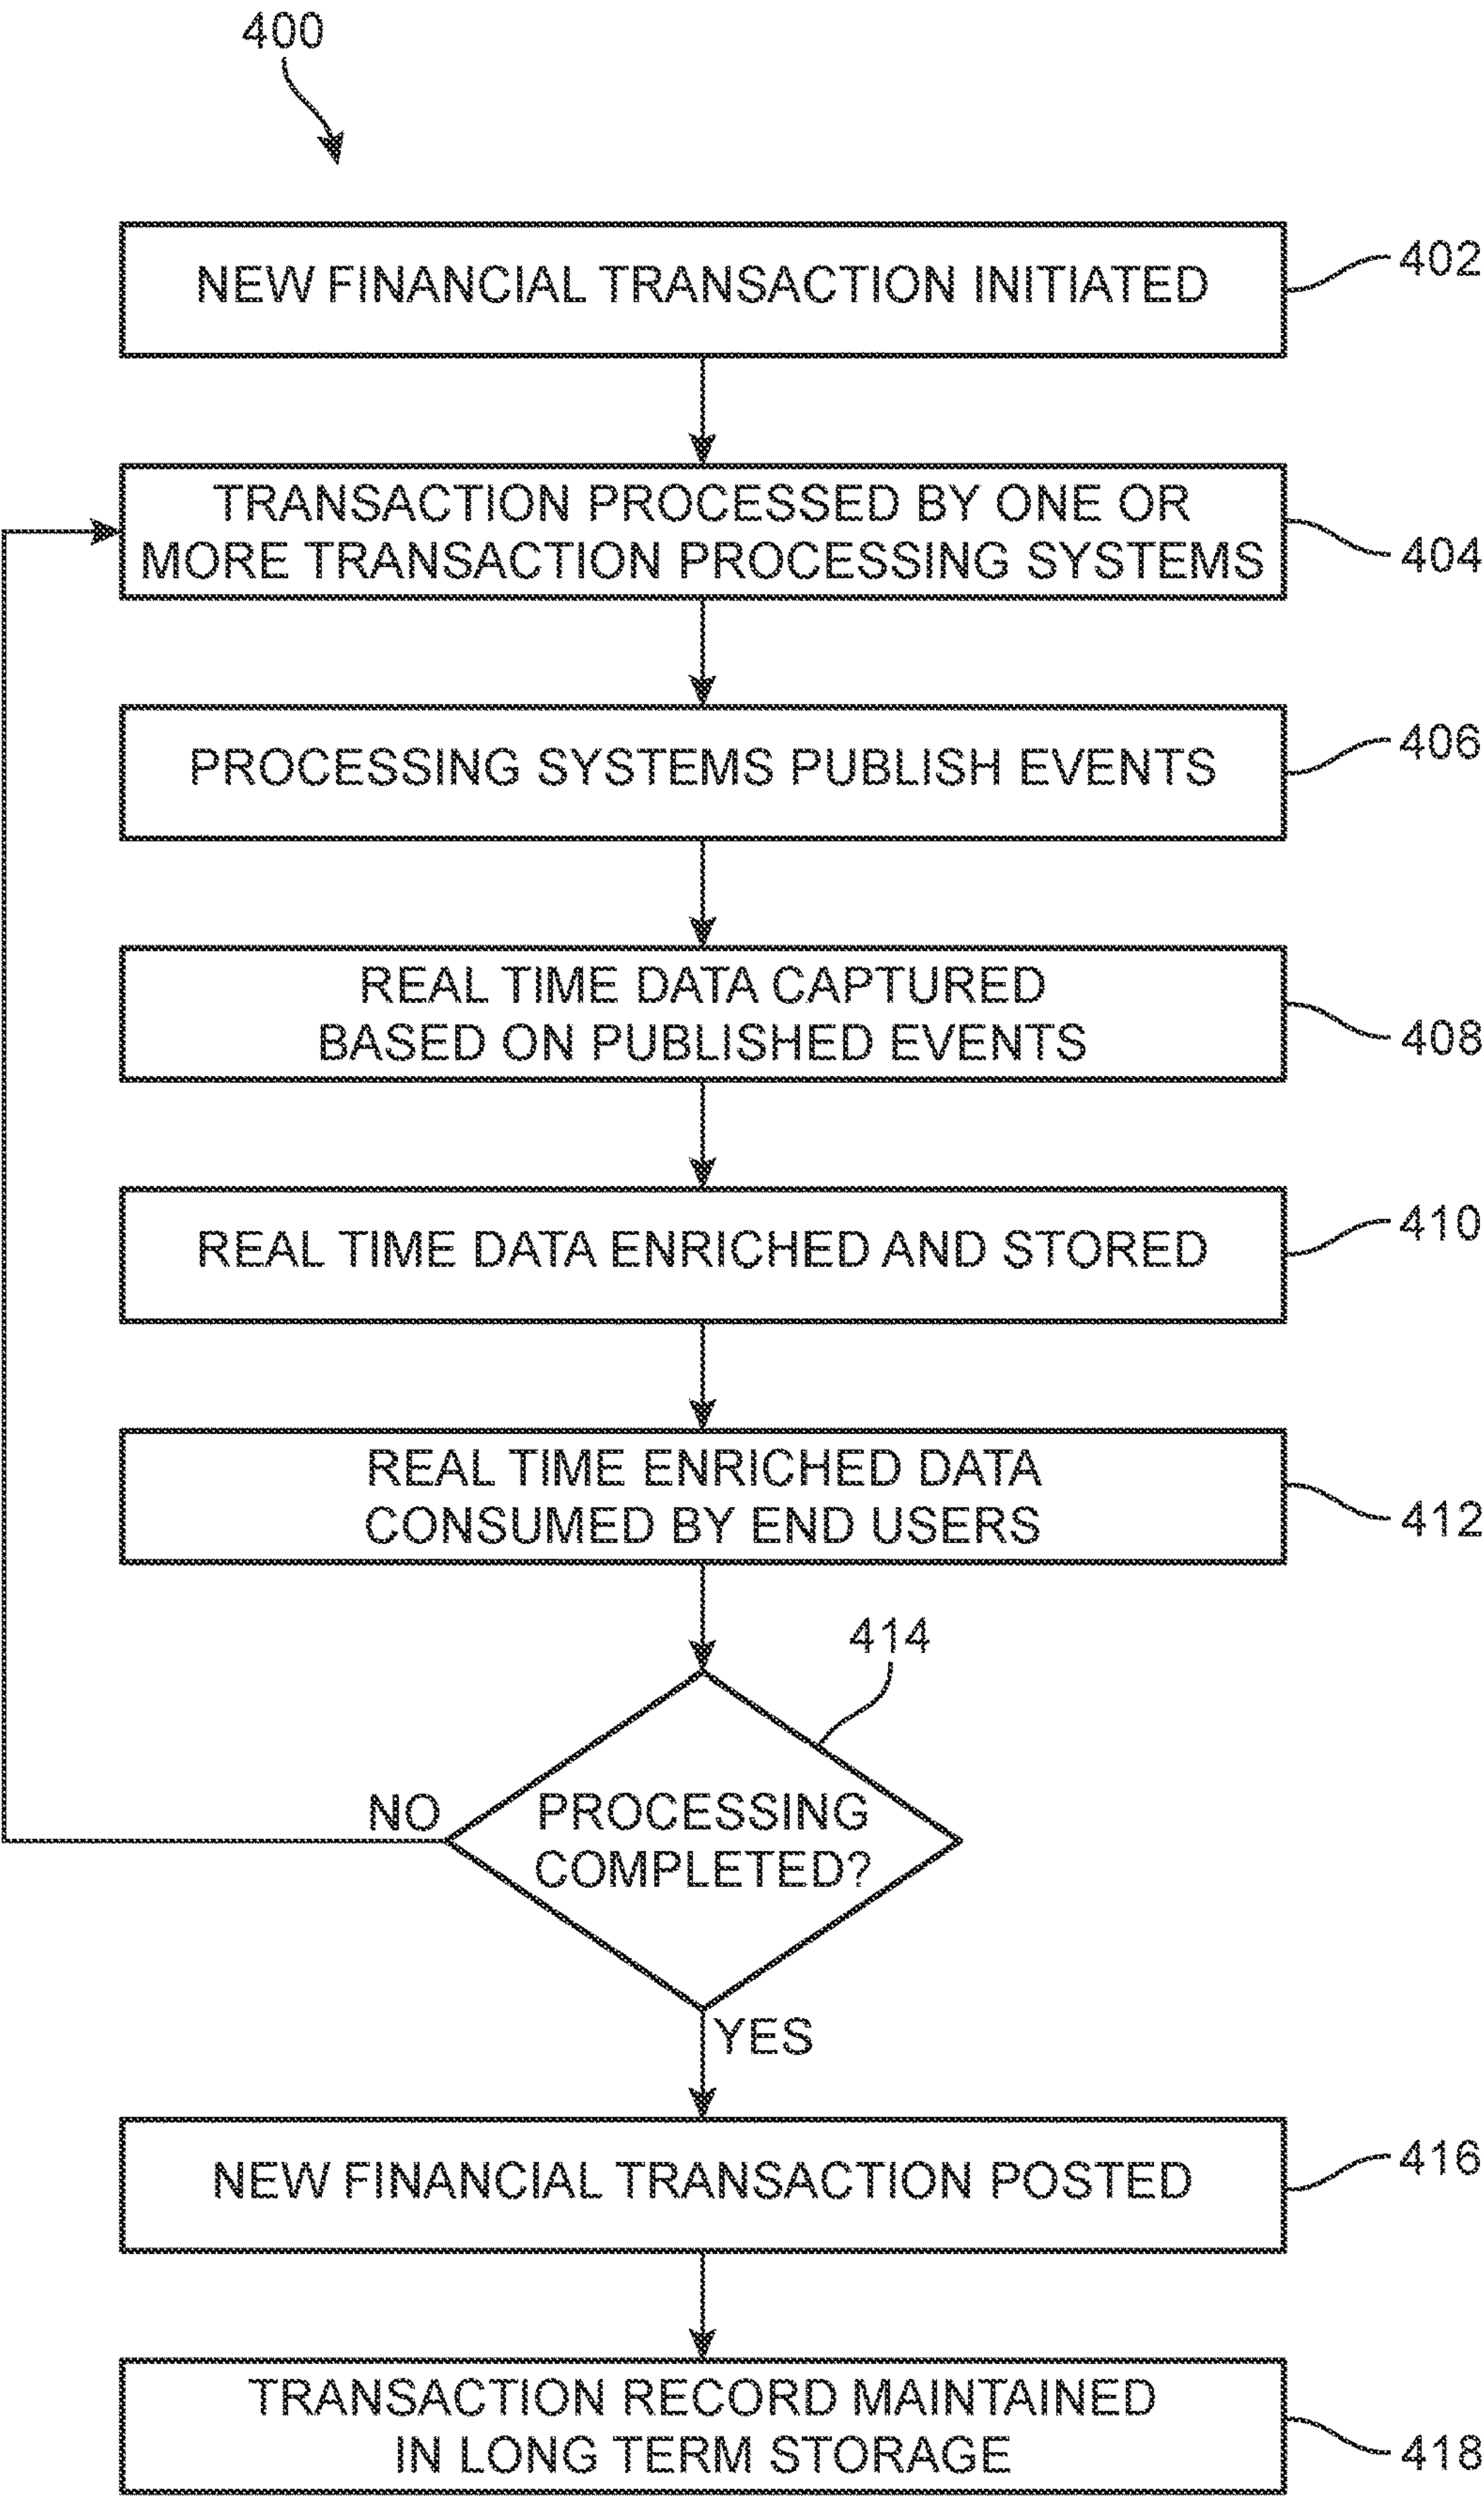 400
NEW FINANCIAL TRANSACTION INITIATED
402
TRANSACTION PROCESSED BY ONE OR
MORE TRANSACTION PROCESSING SYSTEMS
404
PROCESSING SYSTEMS PUBLISH EVENTS
406
REAL TIME DATA CAPTURED
BASED ON PUBLISHED EVENTS
408
REAL TIME DATA ENRICHED AND STORED
410
REAL TIME ENRICHED DATA
CONSUMED BY END USERS
412
414
NO
PROCESSING
COMPLETED?
YES
NEW FINANCIAL TRANSACTION POSTED
416
TRANSACTION RECORD MAINTAINED
IN LONG TERM STORAGE
418